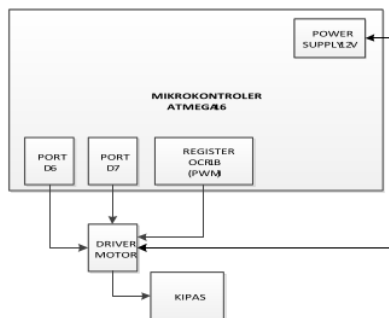 POWER
SUPPLY12V
MIKROKONTROLER
ATMEGA16
PORT
D6
PORT
D7
REGISTER
OCR1B
(PWM)
DRIVER
MOTOR
KIPAS